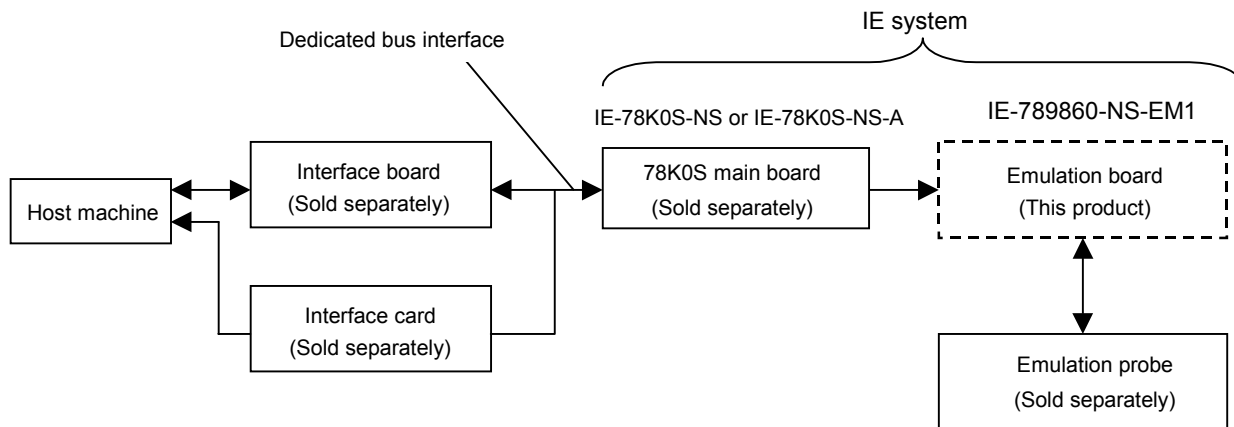 IE system
Dedicated bus interface
IE-78K0S-NS or IE-78K0S-NS-A
IE-789860-NS-EM1
Host machine
Interface board
(Sold separately)
78K0S main board
(Sold separately)
Emulation board
(This product)
Interface card
(Sold separately)
Emulation probe
(Sold separately)